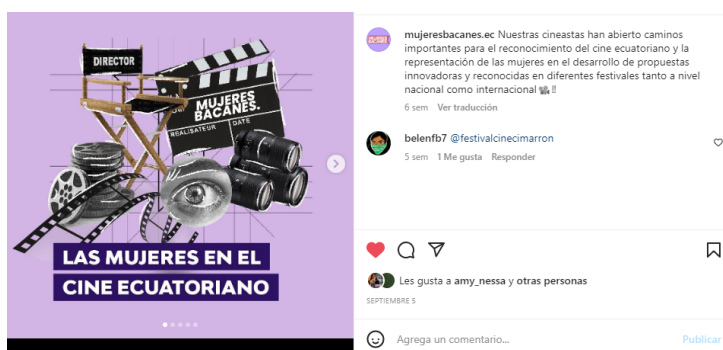 DIRECTOR
MUJERES
BACANES.
REALISATEUR
DATE
LAS MUJERES EN EL
CINE ECUATORIANO
mujeresbacanes.ec Nuestras cineastas han abierto caminos
importantes para el reconocimiento del cine ecuatoriano y la
representación de las mujeres en el desarrollo de propuestas
innovadoras y reconocidas en diferentes festivales tanto a nivel
nacional como internacional 📽‼
6 sem Ver traducción
belenfb7 @festivalcinecimarron
5 sem 1 Me gusta Responder
Les gusta a amy_nessa y otras personas
SEPTIEMBRE 5
Agrega un comentario...
Publicar